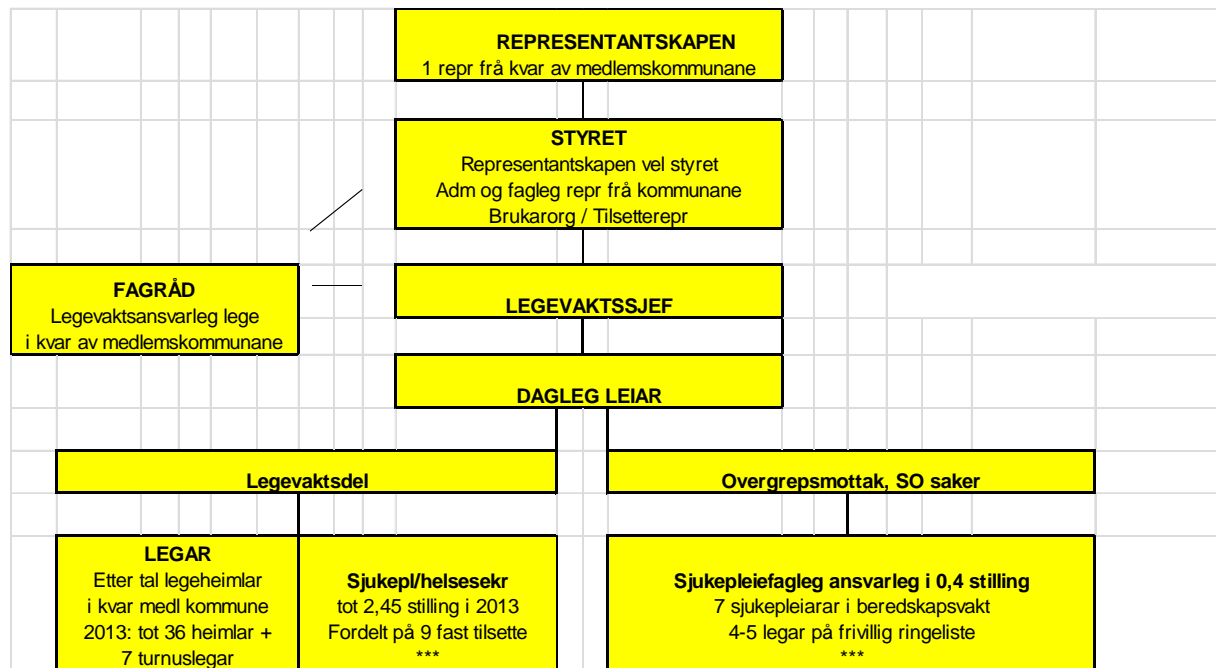 REPRESENTANTSKAPEN
1 repr frå kvar av medlemskommunane
STYRET
Representantskapen vel styret
Adm og fagleg repr frå kommunane
Brukarorg / Tilsetterepr
FAGRÅD
Legevaktsansvarleg lege
i kvar av medlemskommunane
LEGEVAKTSSJEF
DAGLEG LEIAR
Legevaktsdel
Overgrepsmottak, SO saker
LEGAR
Etter tal legeheimlar
i kvar medl kommune
2013: tot 36 heimlar +
7 turnuslegar
Sjukepl/helsesekr
tot 2,45 stilling i 2013
Fordelt på 9 fast tilsette
***
Sjukepleiefagleg ansvarleg i 0,4 stilling
7 sjukepleiarar i beredskapsvakt
4-5 legar på frivillig ringeliste
***